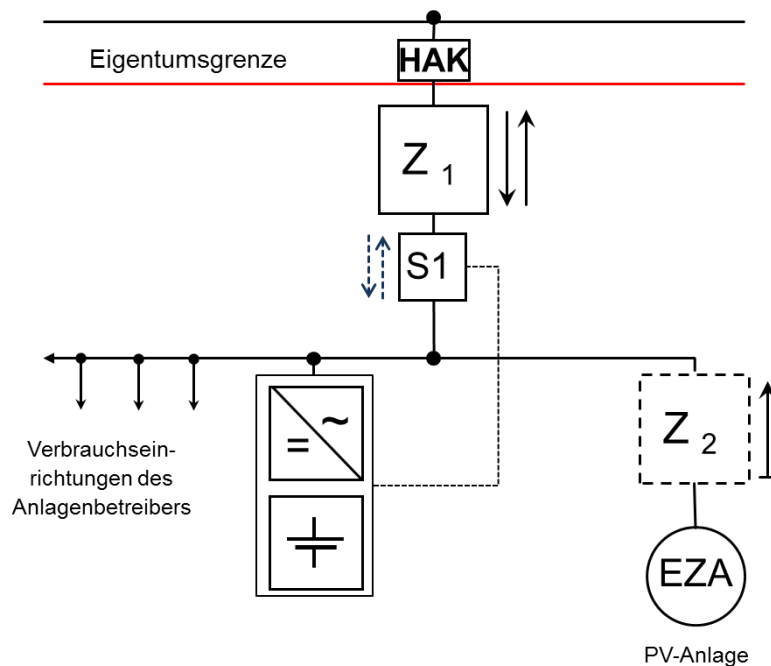 Eigentumsgrenze
HAK
Z 1
S1
= ~
Z 2
Verbrauchsein-
richtungen des
Anlagenbetreibers
EZA
PV-Anlage